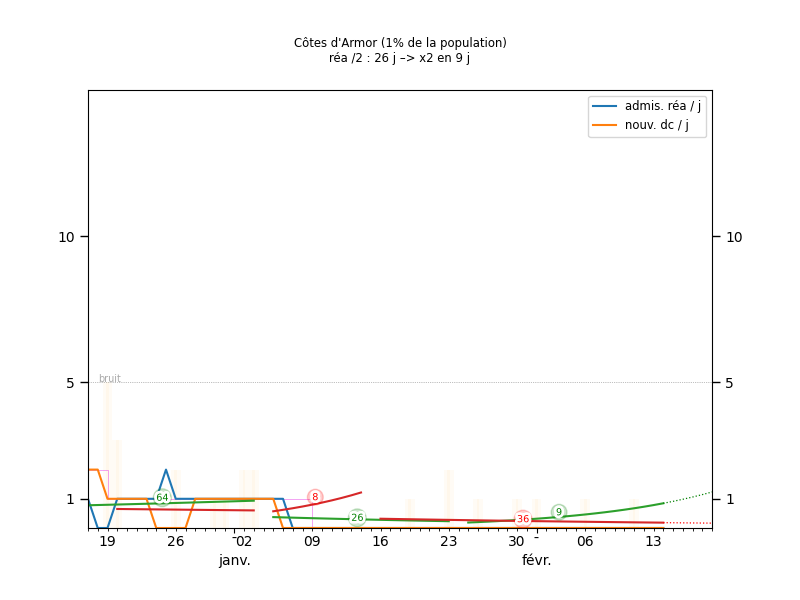 Côtes d'Armor (1% de la population)
réa /2 : 26 j –> x2 en 9 j
admis. réa / j
nouv. dc / j
10
10
bruit
5
5
64
8
1
1
26
36
9
19
26
02
09
16
23
30
06
13
janv.
févr.